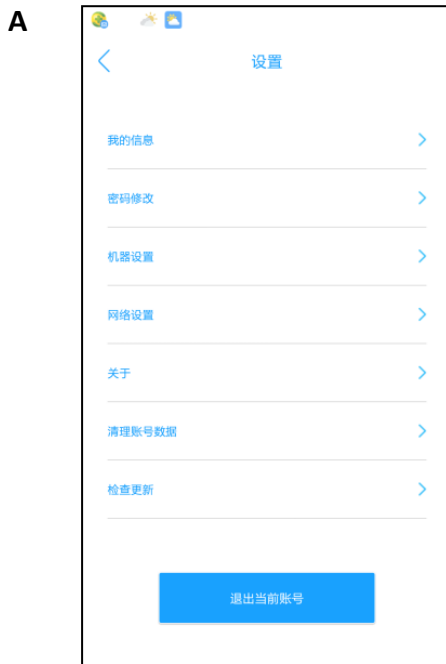 A
设置
我的信息
密码修改
机器设置
网络设置
关于
清理账号数据
检查更新
退出当前账号